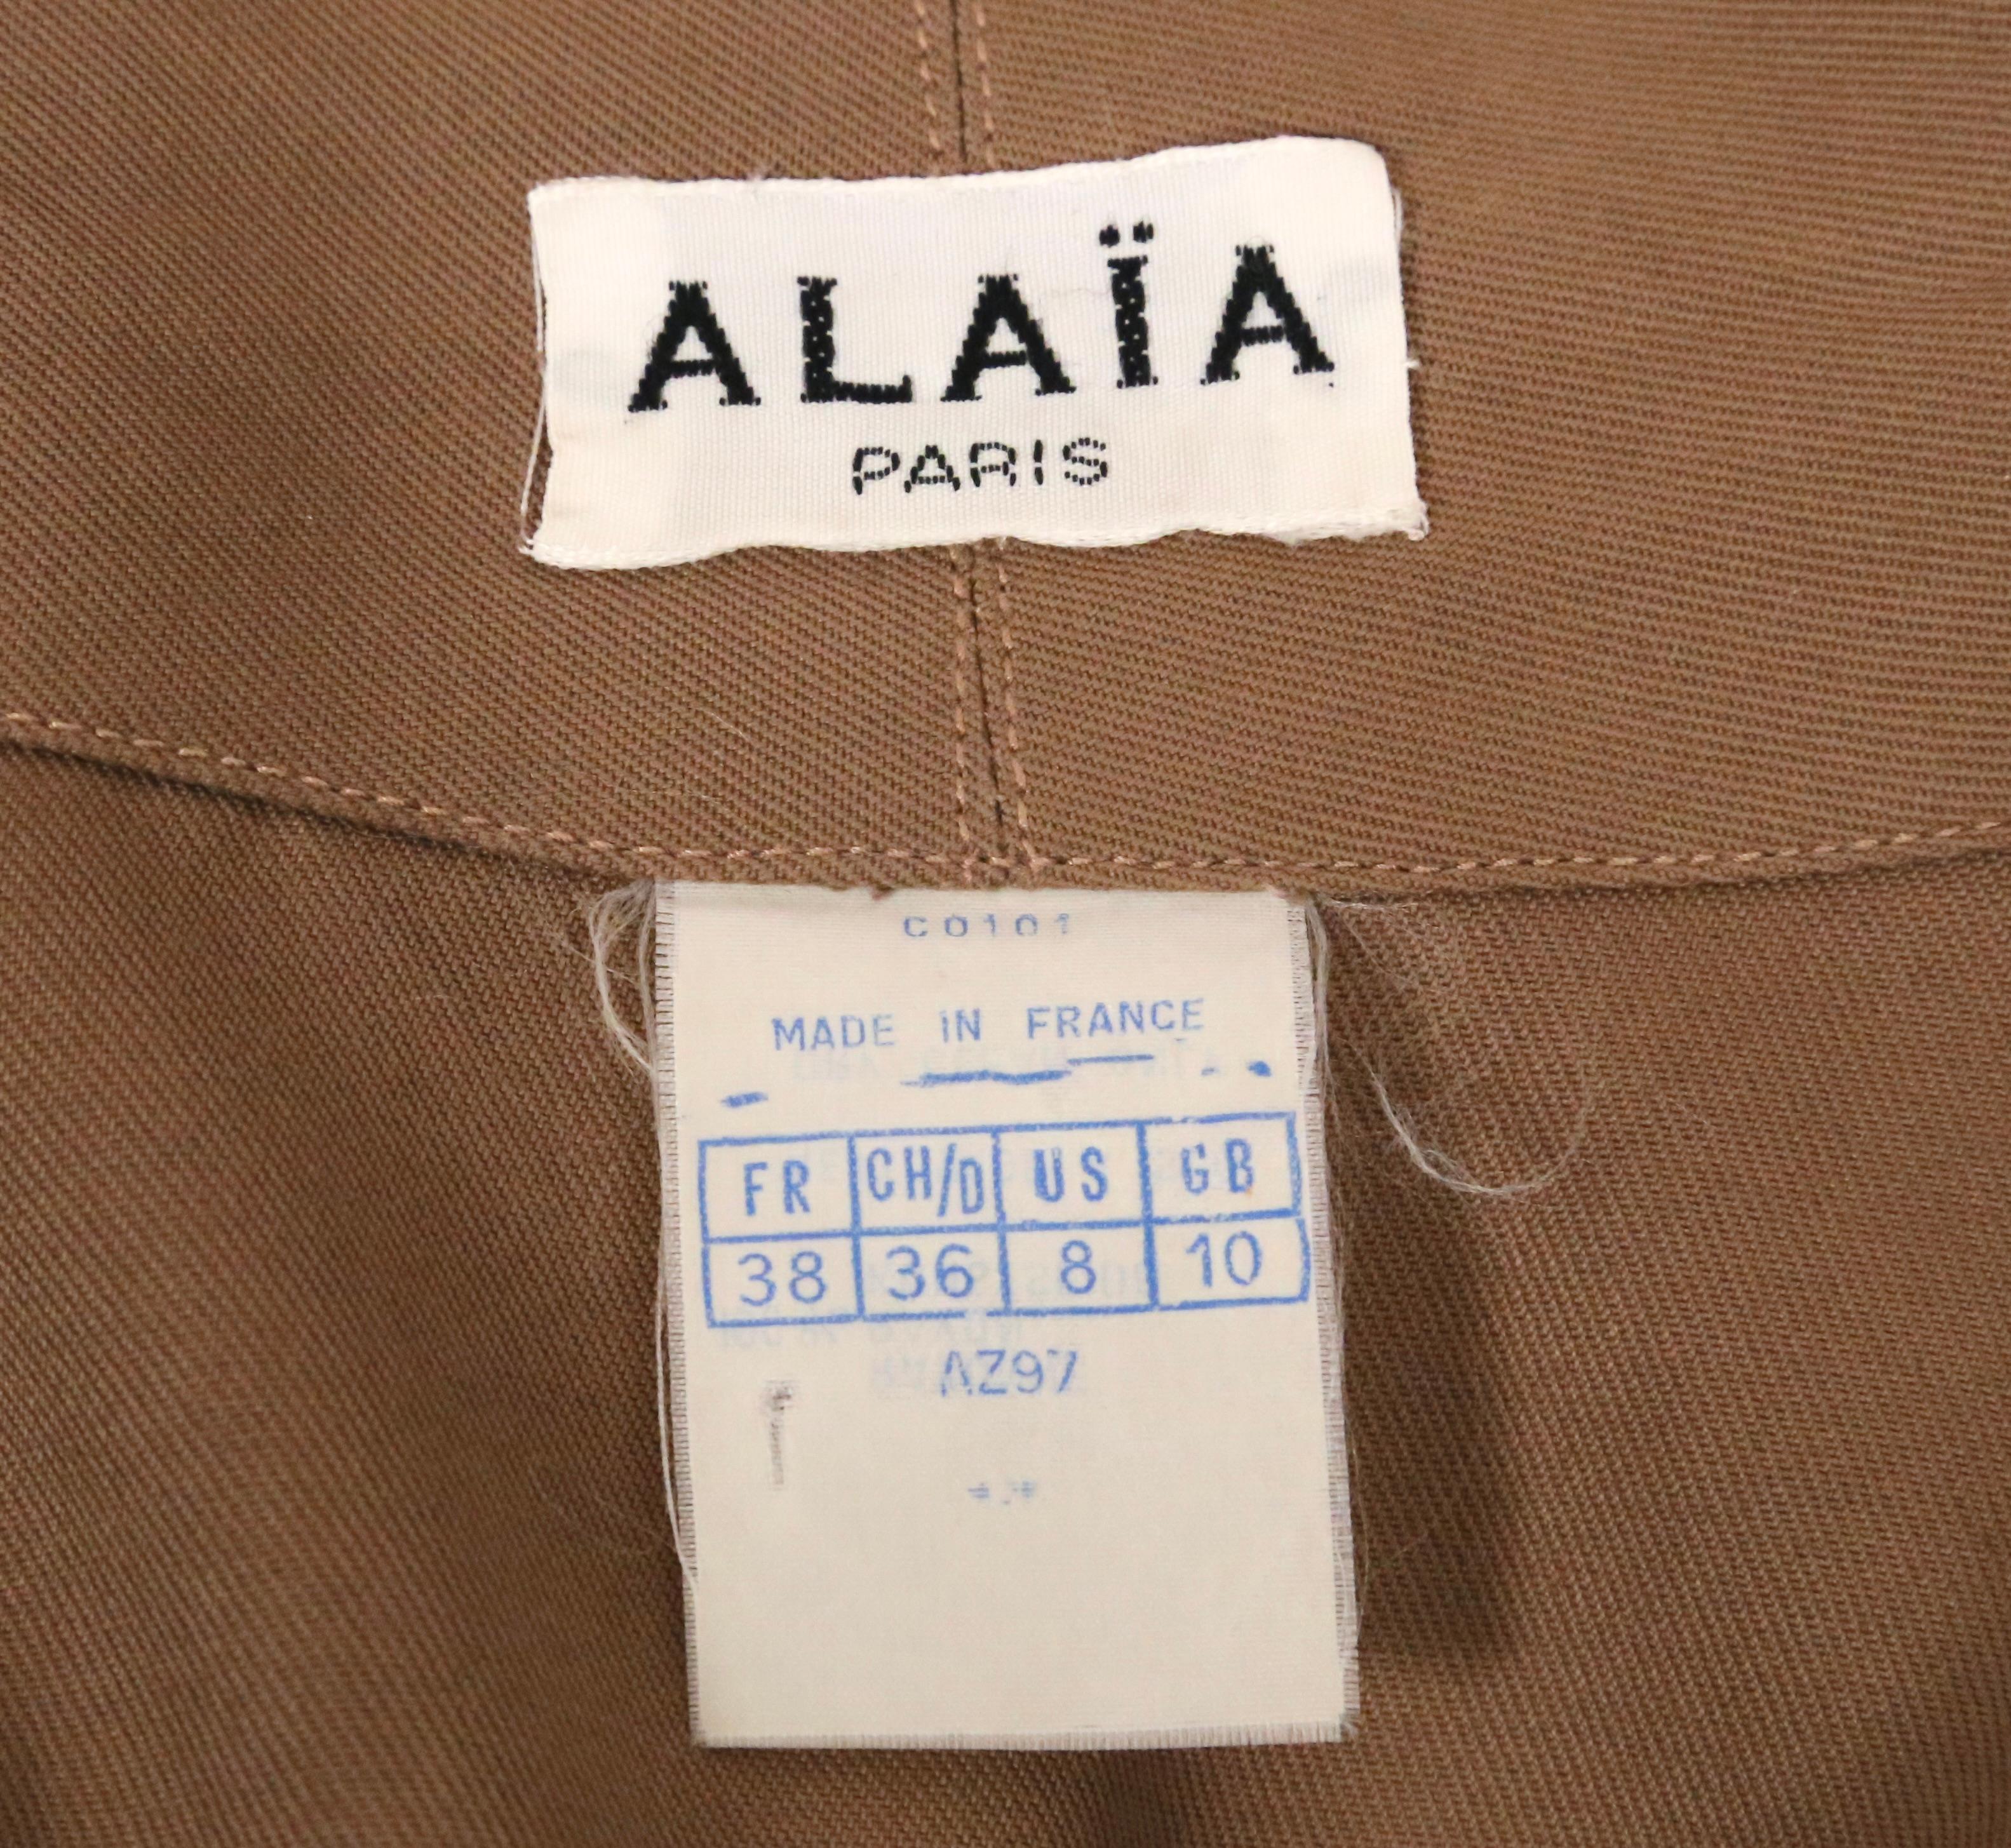 ALAÏA
PARIS
C0101
MADE IN FRANCE
FR CH/D US GB
38 36 8 10
AZ97